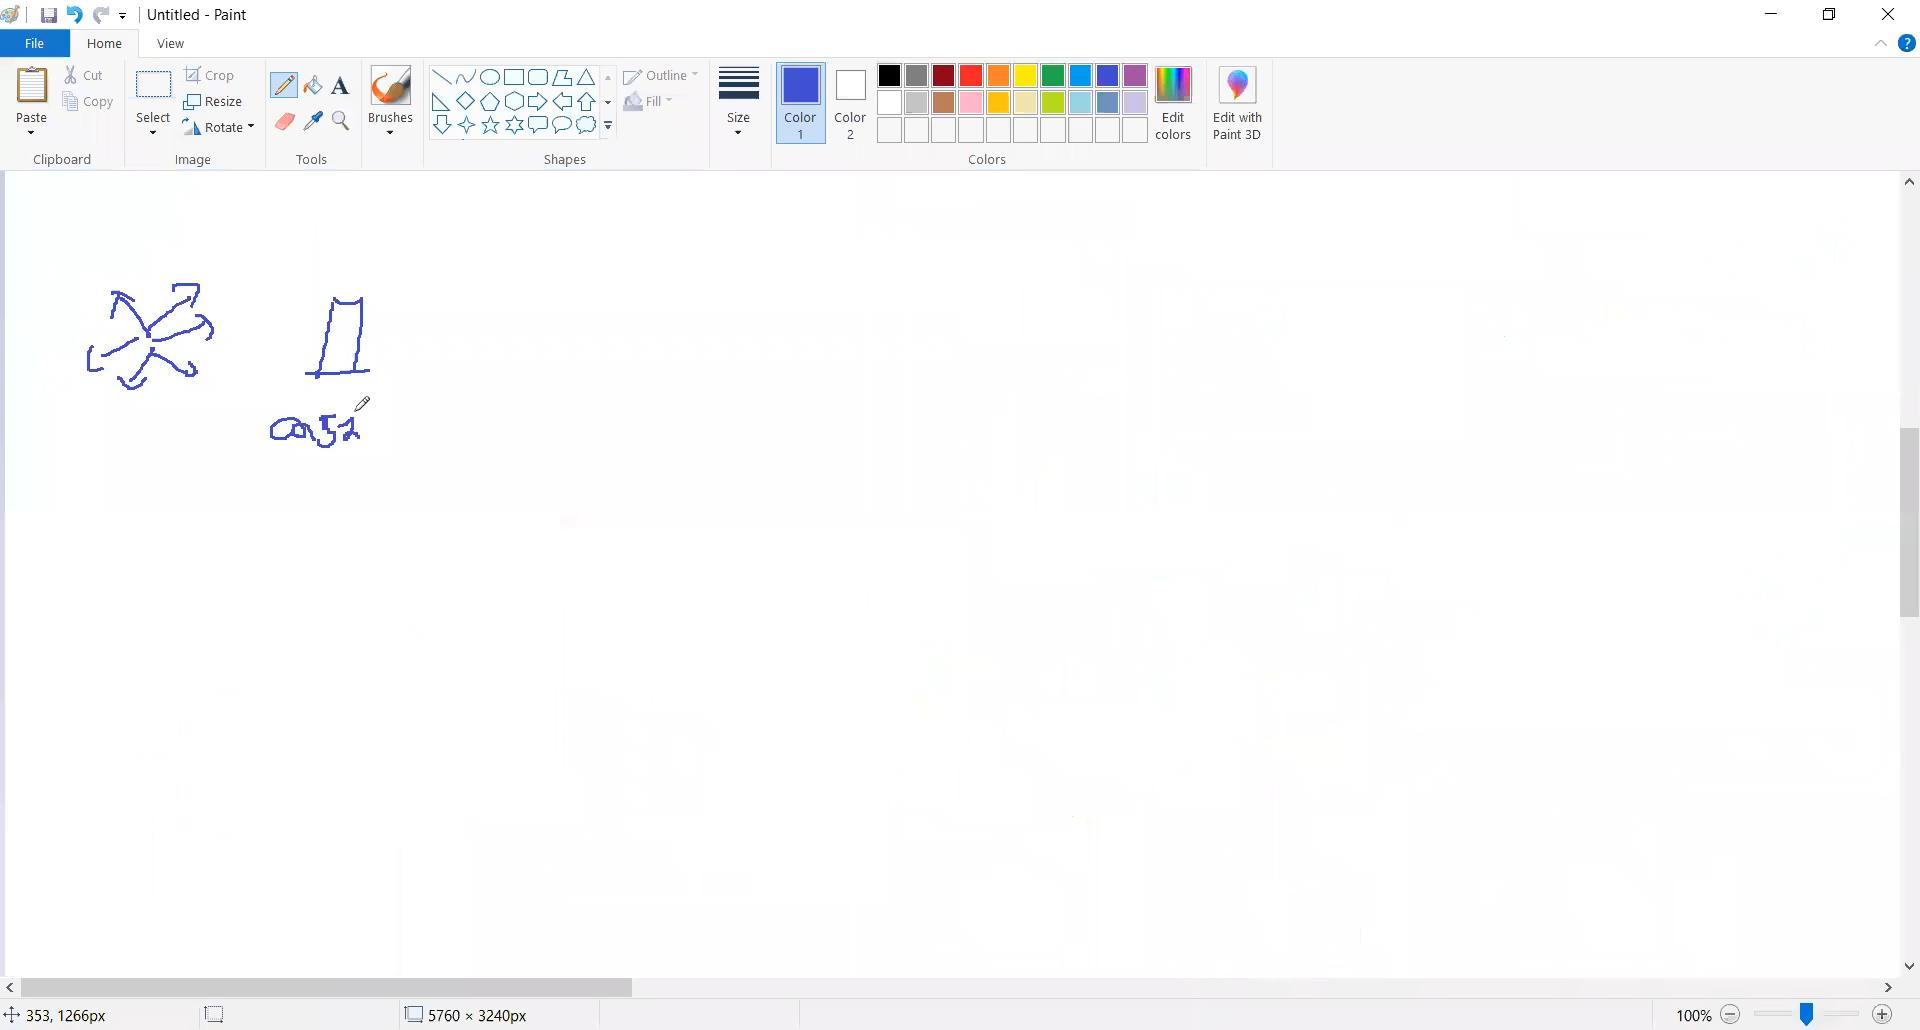 Untitled - Paint
File Home View
Paste
Cut
Copy
Clipboard
Select
Crop
Resize
Rotate
Image
Tools
Brushes
Shapes
Outline
Fill
Size
Color 1
Color 2
Colors
Edit colors
Edit with Paint 3D
353, 1266px
5760 × 3240px
100%